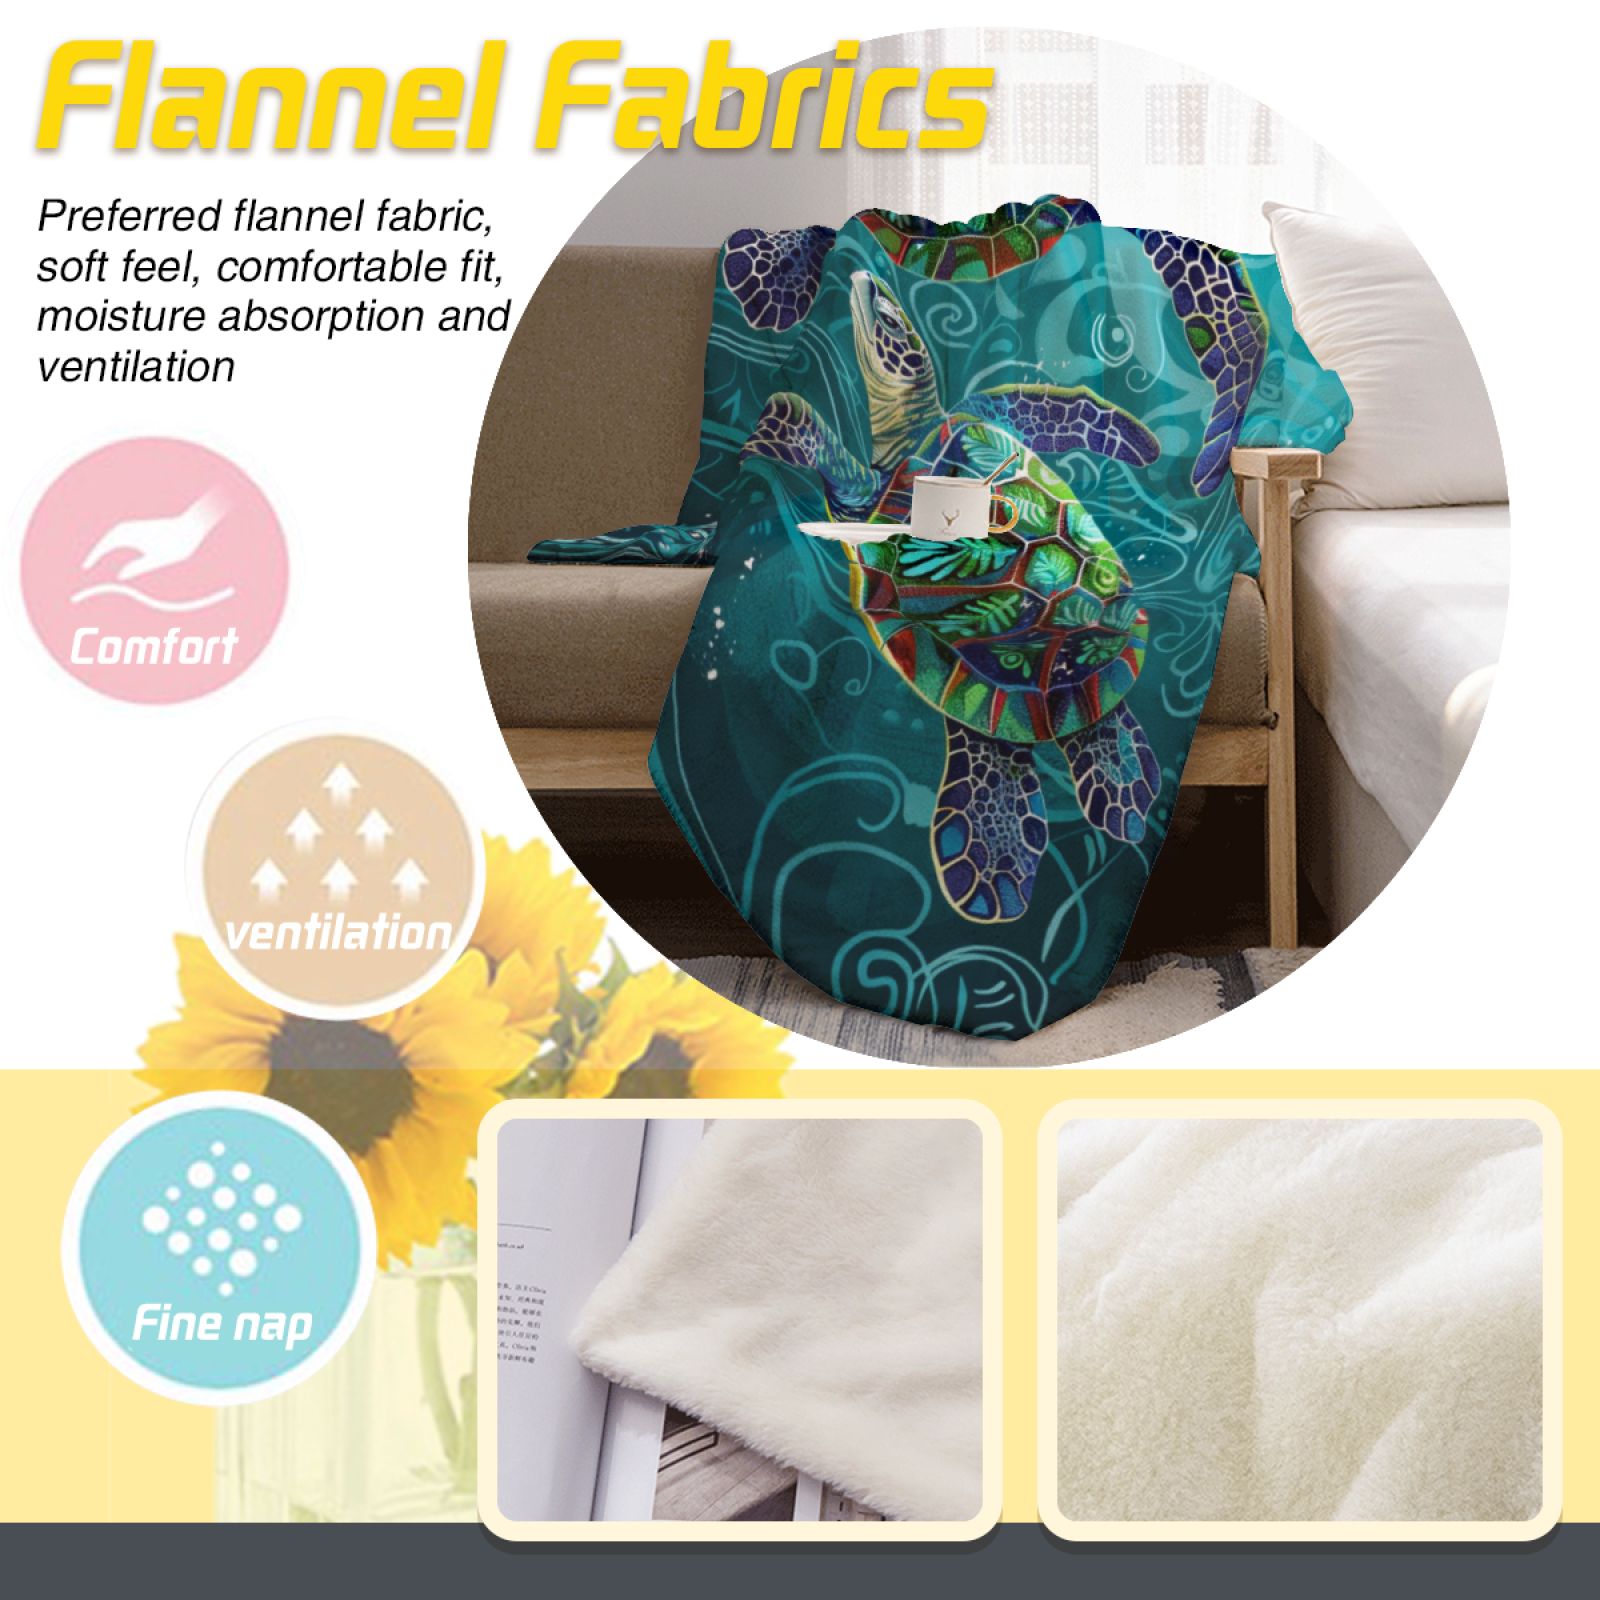 Flannel Fabrics
Preferred flannel fabric,
soft feel, comfortable fit,
moisture absorption and
ventilation
Comfort
ventilation
Fine nap